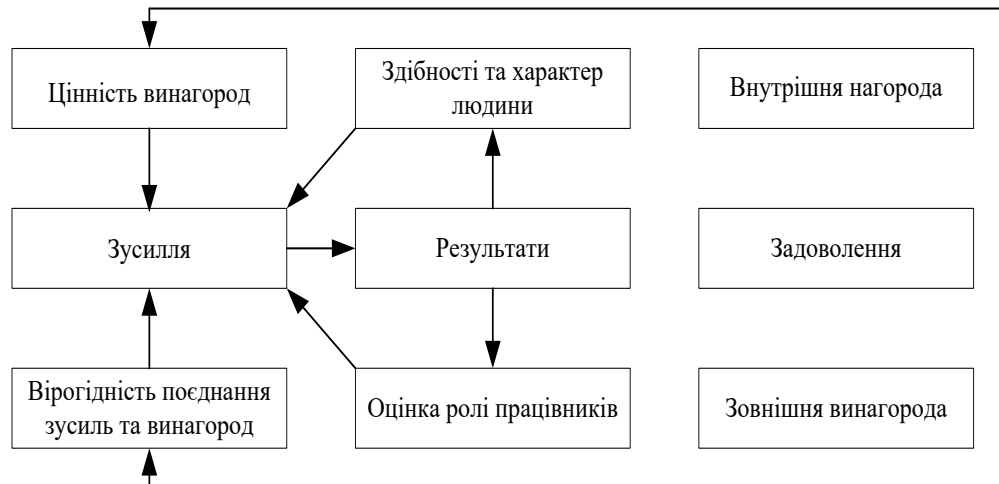 Цінність винагород
Здібності та характер
людини
Внутрішня нагорода
Зусилля
Результати
Задоволення
Вірогідність поєднання
зусиль та винагород
Оцінка ролі працівників
Зовнішня винагорода